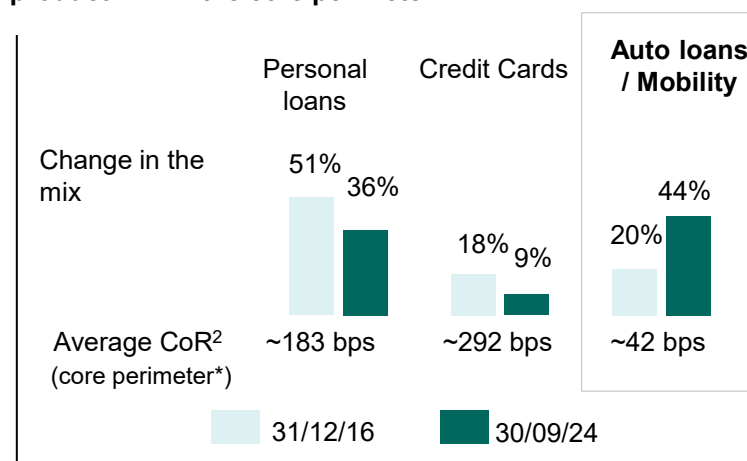 Personal
loans
Credit Cards
Auto loans
/ Mobility
Change in the
mix
51%
36%
18%
9%
20%
44%
Average CoR²
(core perimeter*)
~183 bps
~292 bps
~42 bps
31/12/16
30/09/24